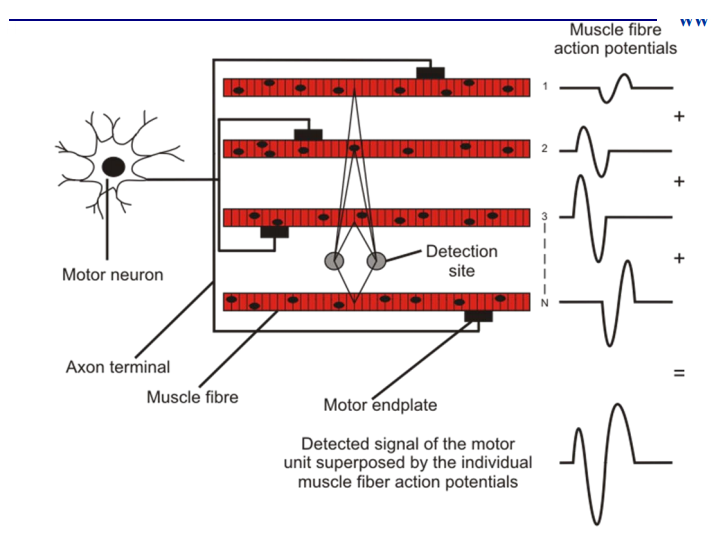 ww
Muscle fibre
action potentials
1
+
2
+
3
Detection
site
+
Motor neuron
N
Axon terminal
=
Muscle fibre
Motor endplate
Detected signal of the motor
unit superposed by the individual
muscle fiber action potentials